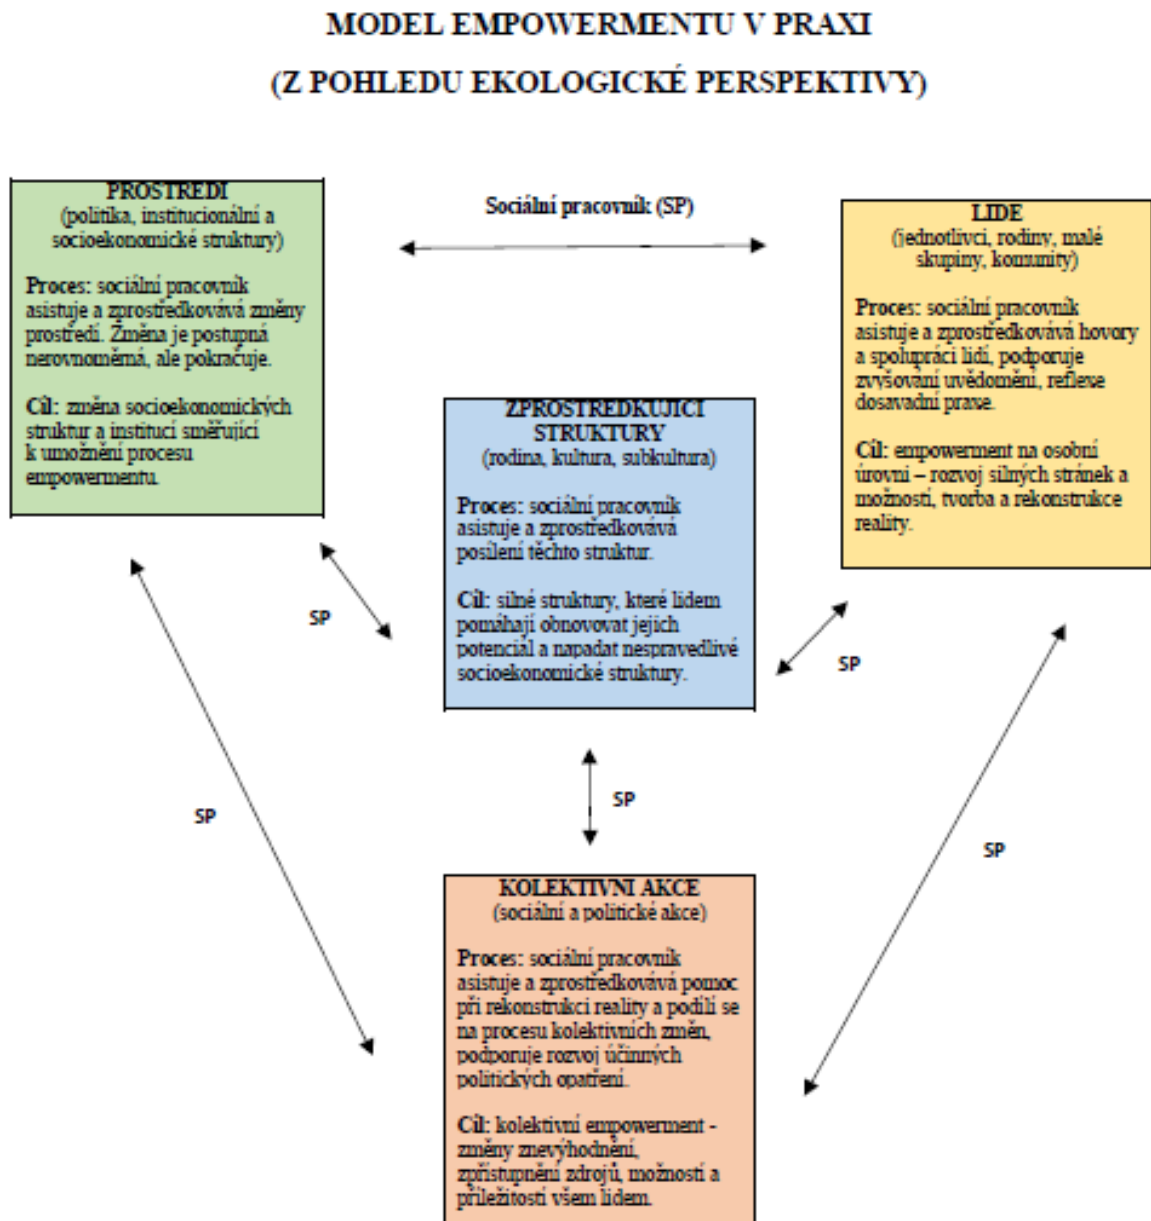 MODEL EMPOWERMENTU V PRAXI
(Z POHLEDU EKOLOGICKÉ PERSPEKTIVY)
PROSTŘEDÍ
(politika, institucionální a
socioekonomické struktury)
Proces: sociální pracovník
asistuje a zprostředkovává změny
prostředí. Změna je postupná
nerovnoměrná, ale pokračuje.
Cíl: změna socioekonomických
struktur a institucí směřující
k umožnění procesu
empowermentu.
Sociální pracovník (SP)
LIDÉ
(jednotlivci, rodiny, malé
skupiny, komunity)
Proces: sociální pracovník
asistuje a zprostředkovává hovory
a spolupráci lidí, podporuje
zvyšování uvědomění, reflexe
dosavadní praxe.
Cíl: empowerment na osobní
úrovni – rozvoj silných stránek a
možností, tvorba a rekonstrukce
reality.
ZPROSTŘEDKUJÍCÍ
STRUKTURY
(rodina, kultura, subkultura)
Proces: sociální pracovník
asistuje a zprostředkovává
posílení těchto struktur.
Cíl: silné struktury, které lidem
pomáhají obnovovat jejich
potenciál a napadat nespravedlivé
socioekonomické struktury.
SP
SP
SP
SP
SP
KOLEKTIVNÍ AKCE
(sociální a politické akce)
Proces: sociální pracovník
asistuje a zprostředkovává pomoc
při rekonstrukci reality a podílí se
na procesu kolektivních změn,
podporuje rozvoj účinných
politických opatření.
Cíl: kolektivní empowerment -
změny znevýhodnění,
zpřístupnění zdrojů, možností a
příležitostí všem lidem.